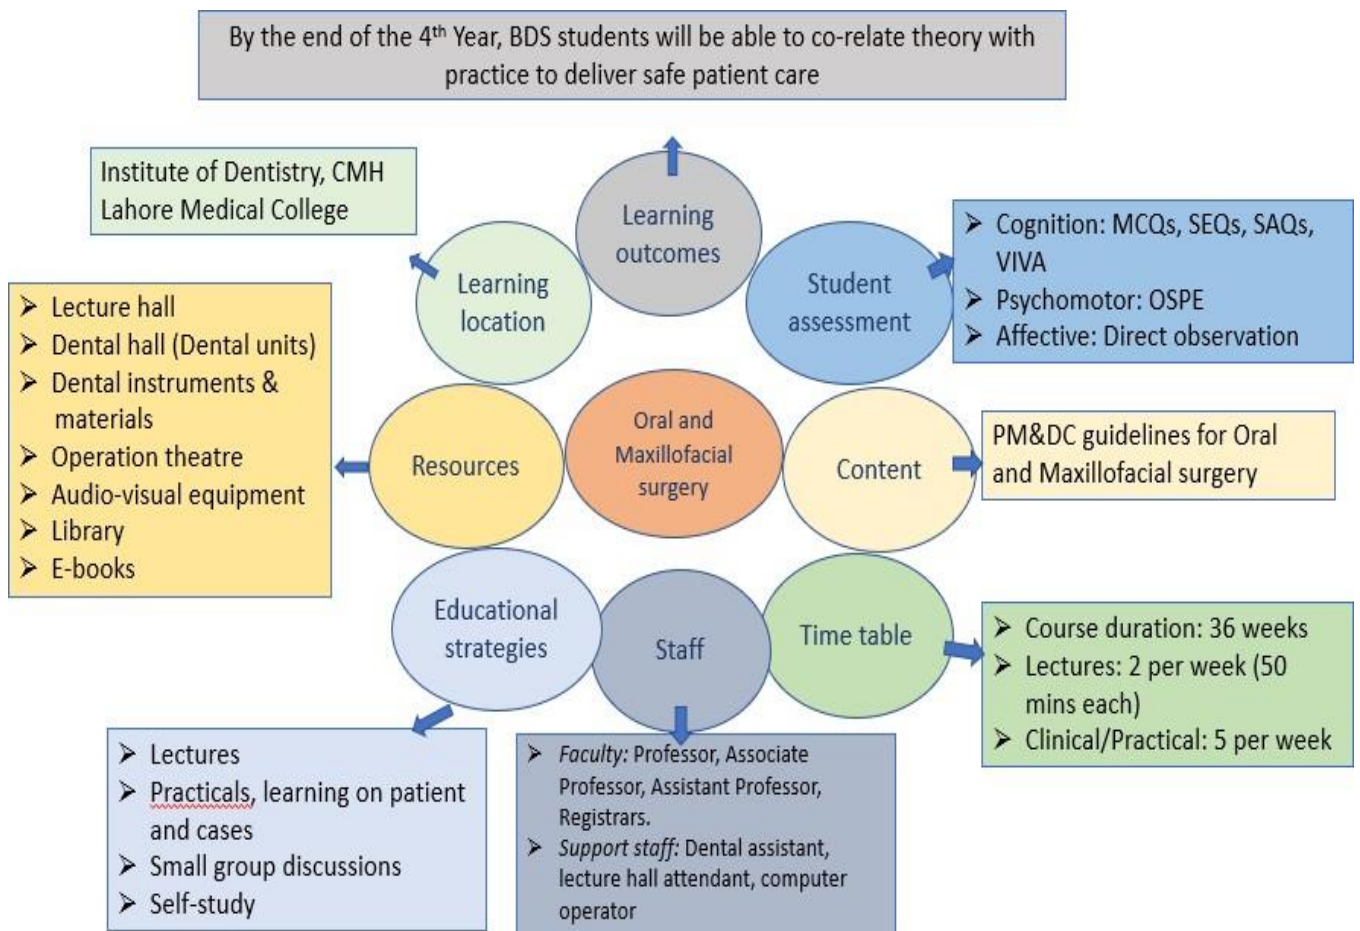 By the end of the 4th Year, BDS students will be able to co-relate theory with
practice to deliver safe patient care
Institute of Dentistry, CMH
Lahore Medical College
Learning
outcomes
➢ Cognition: MCQs, SEQs, SAQs,
VIVA
➢ Psychomotor: OSPE
➢ Affective: Direct observation
Learning
location
Student
assessment
➢ Lecture hall
➢ Dental hall (Dental units)
➢ Dental instruments &
materials
➢ Operation theatre
➢ Audio-visual equipment
➢ Library
➢ E-books
Resources
Oral and
Maxillofacial
surgery
Content
PM&DC guidelines for Oral
and Maxillofacial surgery
Educational
strategies
Staff
Time table
➢ Course duration: 36 weeks
➢ Lectures: 2 per week (50
mins each)
➢ Clinical/Practical: 5 per week
➢ Lectures
➢ Practicals, learning on patient
and cases
➢ Small group discussions
➢ Self-study
➢ Faculty: Professor, Associate
Professor, Assistant Professor,
Registrars.
➢ Support staff: Dental assistant,
lecture hall attendant, computer
operator